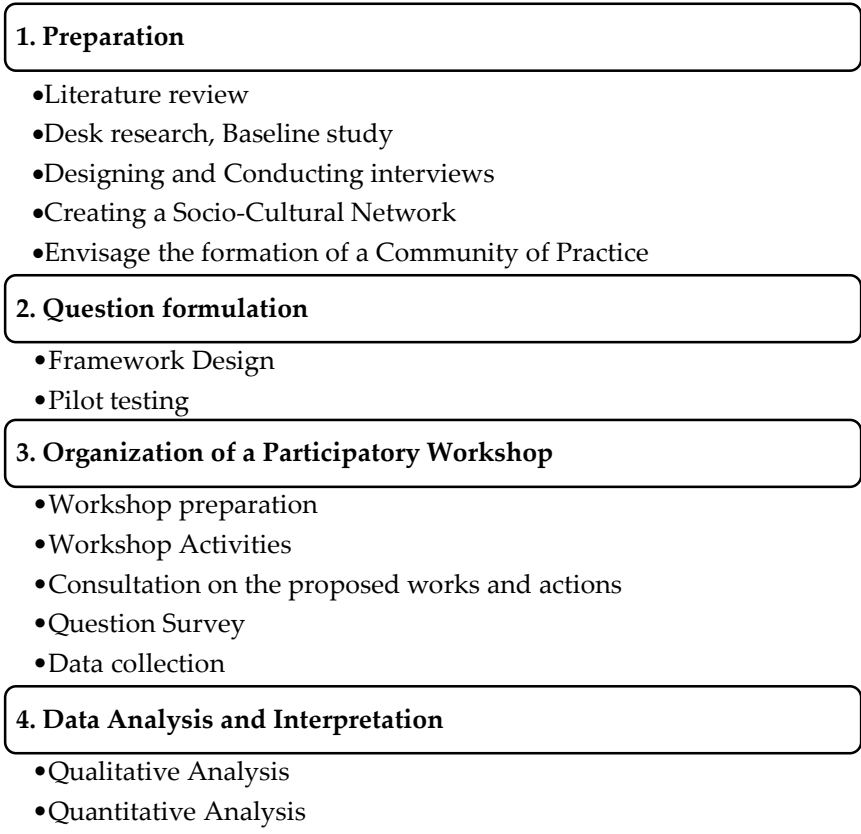 1. Preparation
•Literature review
•Desk research, Baseline study
•Designing and Conducting interviews
•Creating a Socio-Cultural Network
•Envisage the formation of a Community of Practice
2. Question formulation
•Framework Design
•Pilot testing
3. Organization of a Participatory Workshop
•Workshop preparation
•Workshop Activities
•Consultation on the proposed works and actions
•Question Survey
•Data collection
4. Data Analysis and Interpretation
•Qualitative Analysis
•Quantitative Analysis